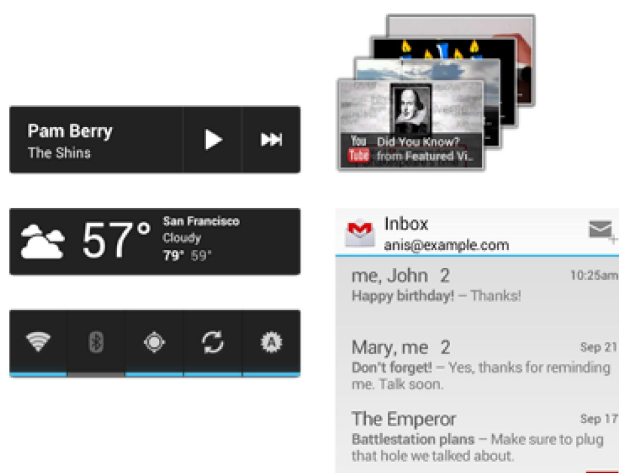 Pam Berry
The Shins
57°
San Francisco
Cloudy
79° 59°
A
You Tube
Did You Know?
from Featured Vi..
Inbox
anis@example.com
me, John 2
10:25am
Happy birthday! – Thanks!
Mary, me 2
Sep 21
Don't forget! – Yes, thanks for reminding
me. Talk soon.
The Emperor
Sep 17
Battlestation plans – Make sure to plug
that hole we talked about.